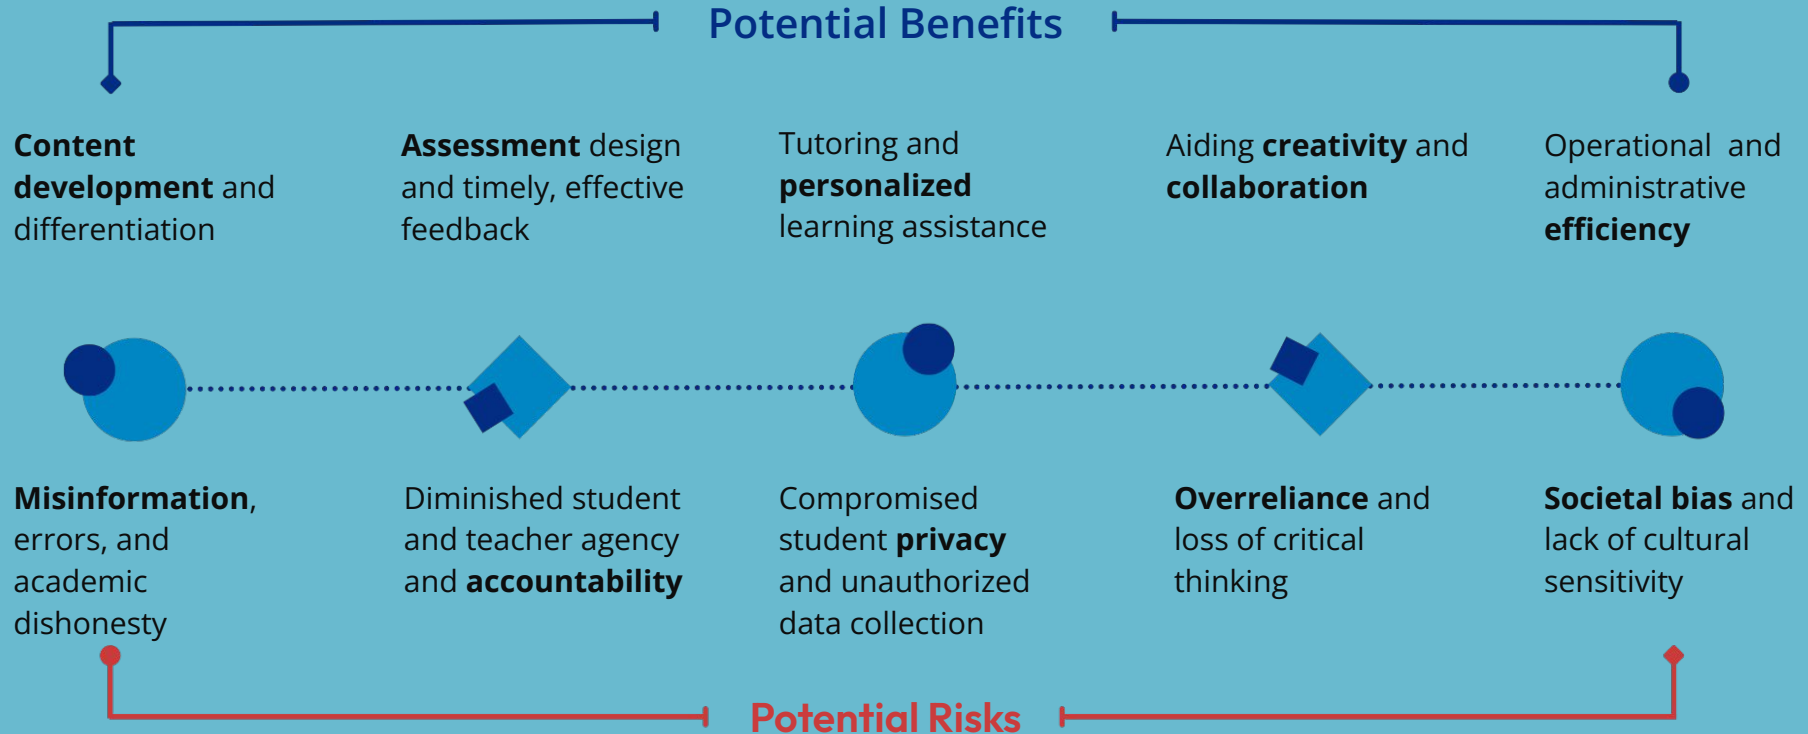 Potential Benefits
Content
development and
differentiation
Assessment design
and timely, effective
feedback
Tutoring and
personalized
learning assistance
Aiding creativity and
collaboration
Operational and
administrative
efficiency
Misinformation,
errors, and
academic
dishonesty
Diminished student
and teacher agency
and accountability
Compromised
student privacy
and unauthorized
data collection
Overreliance and
loss of critical
thinking
Societal bias and
lack of cultural
sensitivity
Potential Risks